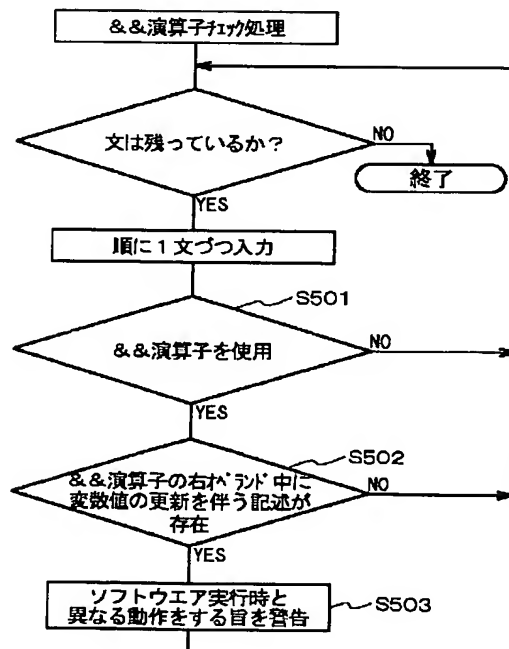 &&演算子チェック処理
文は残っているか?
NO
終了
YES
順に1文づつ入力
S501
&&演算子を使用
NO
YES
S502
&&演算子の右オペランド中に
変数値の更新を伴う記述が
存在
NO
YES
ソフトウエア実行時と
異なる動作をする旨を警告
S503